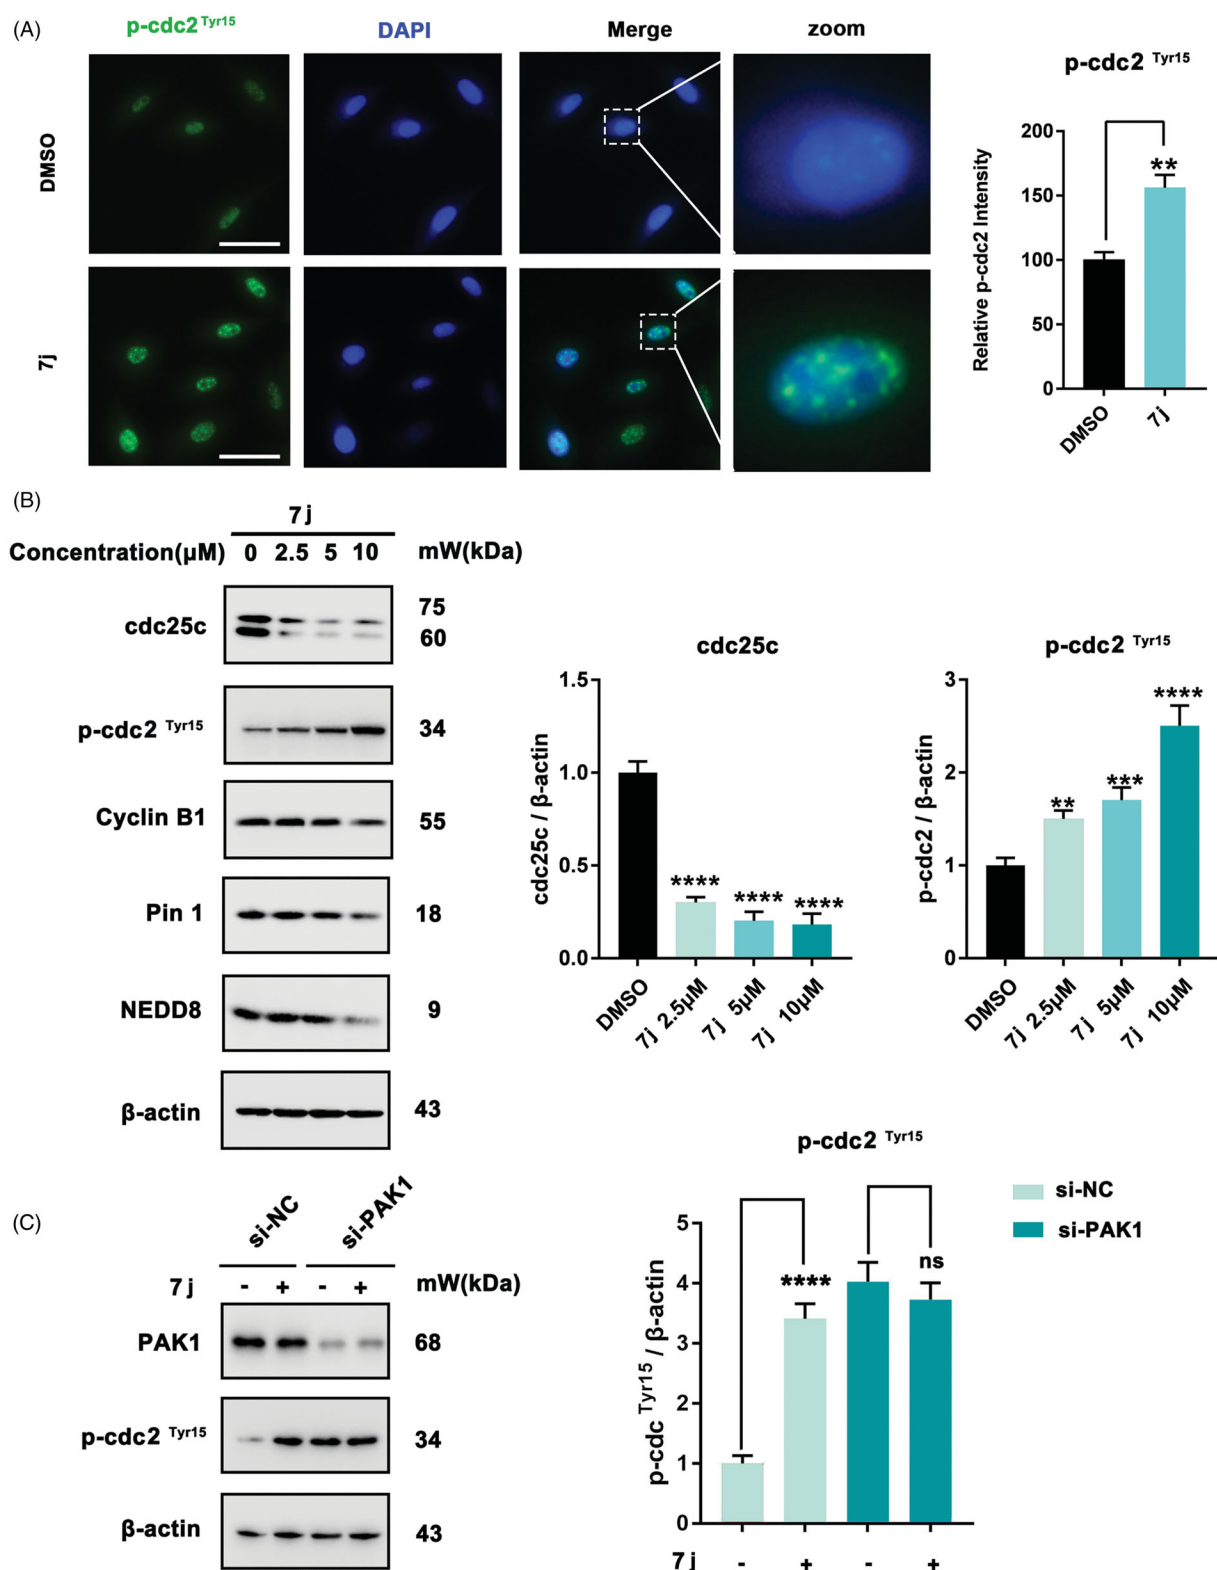 (A)
p-cdc2 Tyr15
DAPI
Merge
zoom
DMSO
7j
p-cdc2 Tyr15
Relative p-cdc2 Intensity
200
150
100
50
0
**
DMSO
7j
(B)
7j
Concentration(μM) 0 2.5 5 10 mW(kDa)
cdc25c
75
60
p-cdc2 Tyr15
34
Cyclin B1
55
Pin 1
18
NEDD8
9
β-actin
43
cdc25c
cdc25c / β-actin
1.5
1.0
0.5
0.0
****
****
****
DMSO
7j 2.5μM
7j 5μM
7j 10μM
p-cdc2 Tyr15
p-cdc2 / β-actin
3
2
1
0
**
***
****
DMSO
7j 2.5μM
7j 5μM
7j 10μM
(C)
si-NC
si-PAK1
7j - + - + mW(kDa)
PAK1
68
p-cdc2 Tyr15
34
β-actin
43
p-cdc2 Tyr15
p-cdc Tyr15 / β-actin
5
4
3
2
1
0
****
ns
7j - + - +
si-NC
si-PAK1